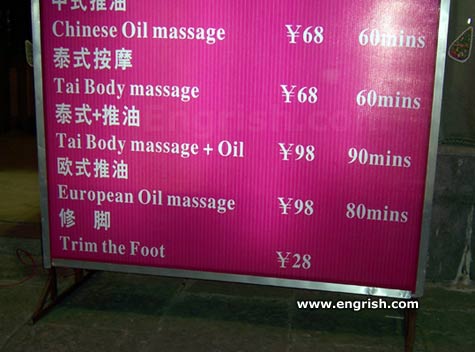 中式推油
Chinese Oil massage ¥68 60mins
泰式按摩
Tai Body massage ¥68 60mins
泰式+推油
Tai Body massage + Oil ¥98 90mins
欧式推油
European Oil massage ¥98 80mins
修 脚
Trim the Foot ¥28
Engrish.com
www.engrish.com